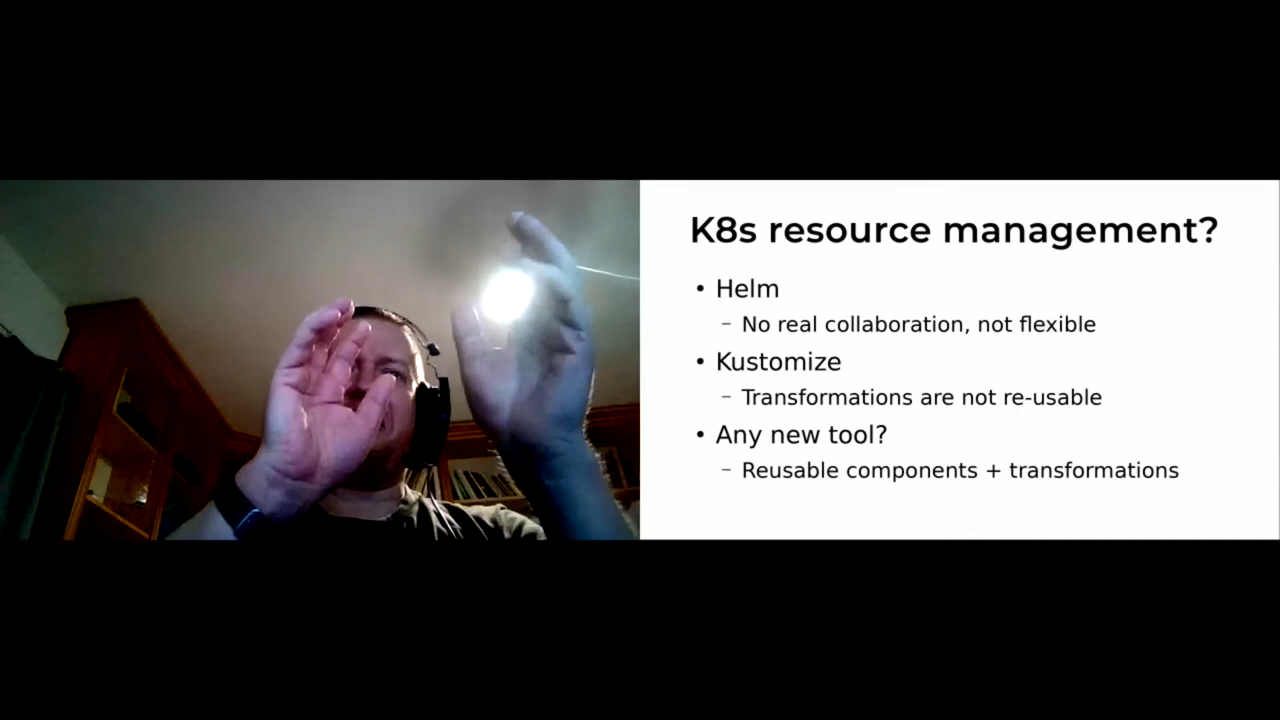 K8s resource management?
• Helm
– No real collaboration, not flexible
• Kustomize
– Transformations are not re-usable
• Any new tool?
– Reusable components + transformations